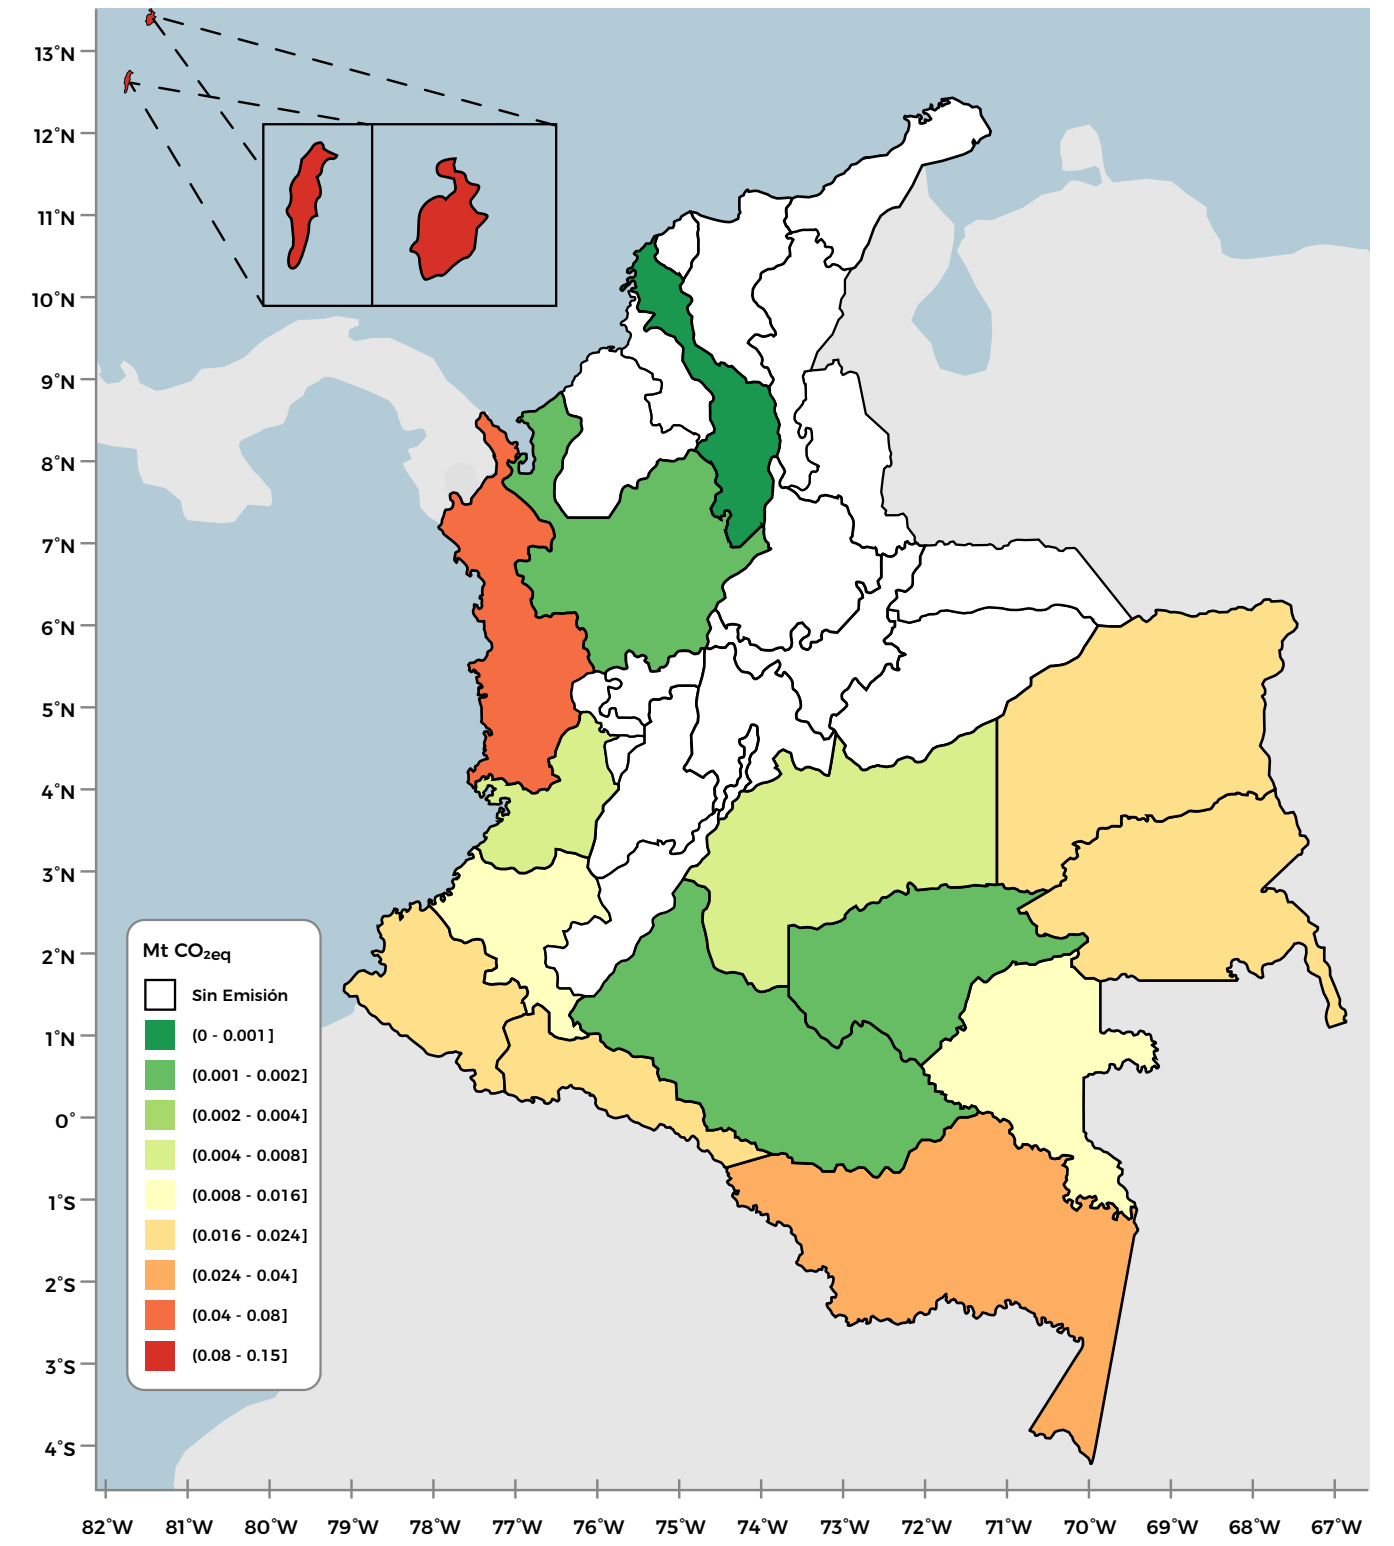 13°N
12°N
11°N
10°N
9°N
8°N
7°N
6°N
5°N
4°N
3°N
2°N
1°N
0°
1°S
2°S
3°S
4°S
Mt CO₂eq
Sin Emisión
(0 - 0.001]
(0.001 - 0.002]
(0.002 - 0.004]
(0.004 - 0.008]
(0.008 - 0.016]
(0.016 - 0.024]
(0.024 - 0.04]
(0.04 - 0.08]
(0.08 - 0.15]
82°W 81°W 80°W 79°W 78°W 77°W 76°W 75°W 74°W 73°W 72°W 71°W 70°W 69°W 68°W 67°W